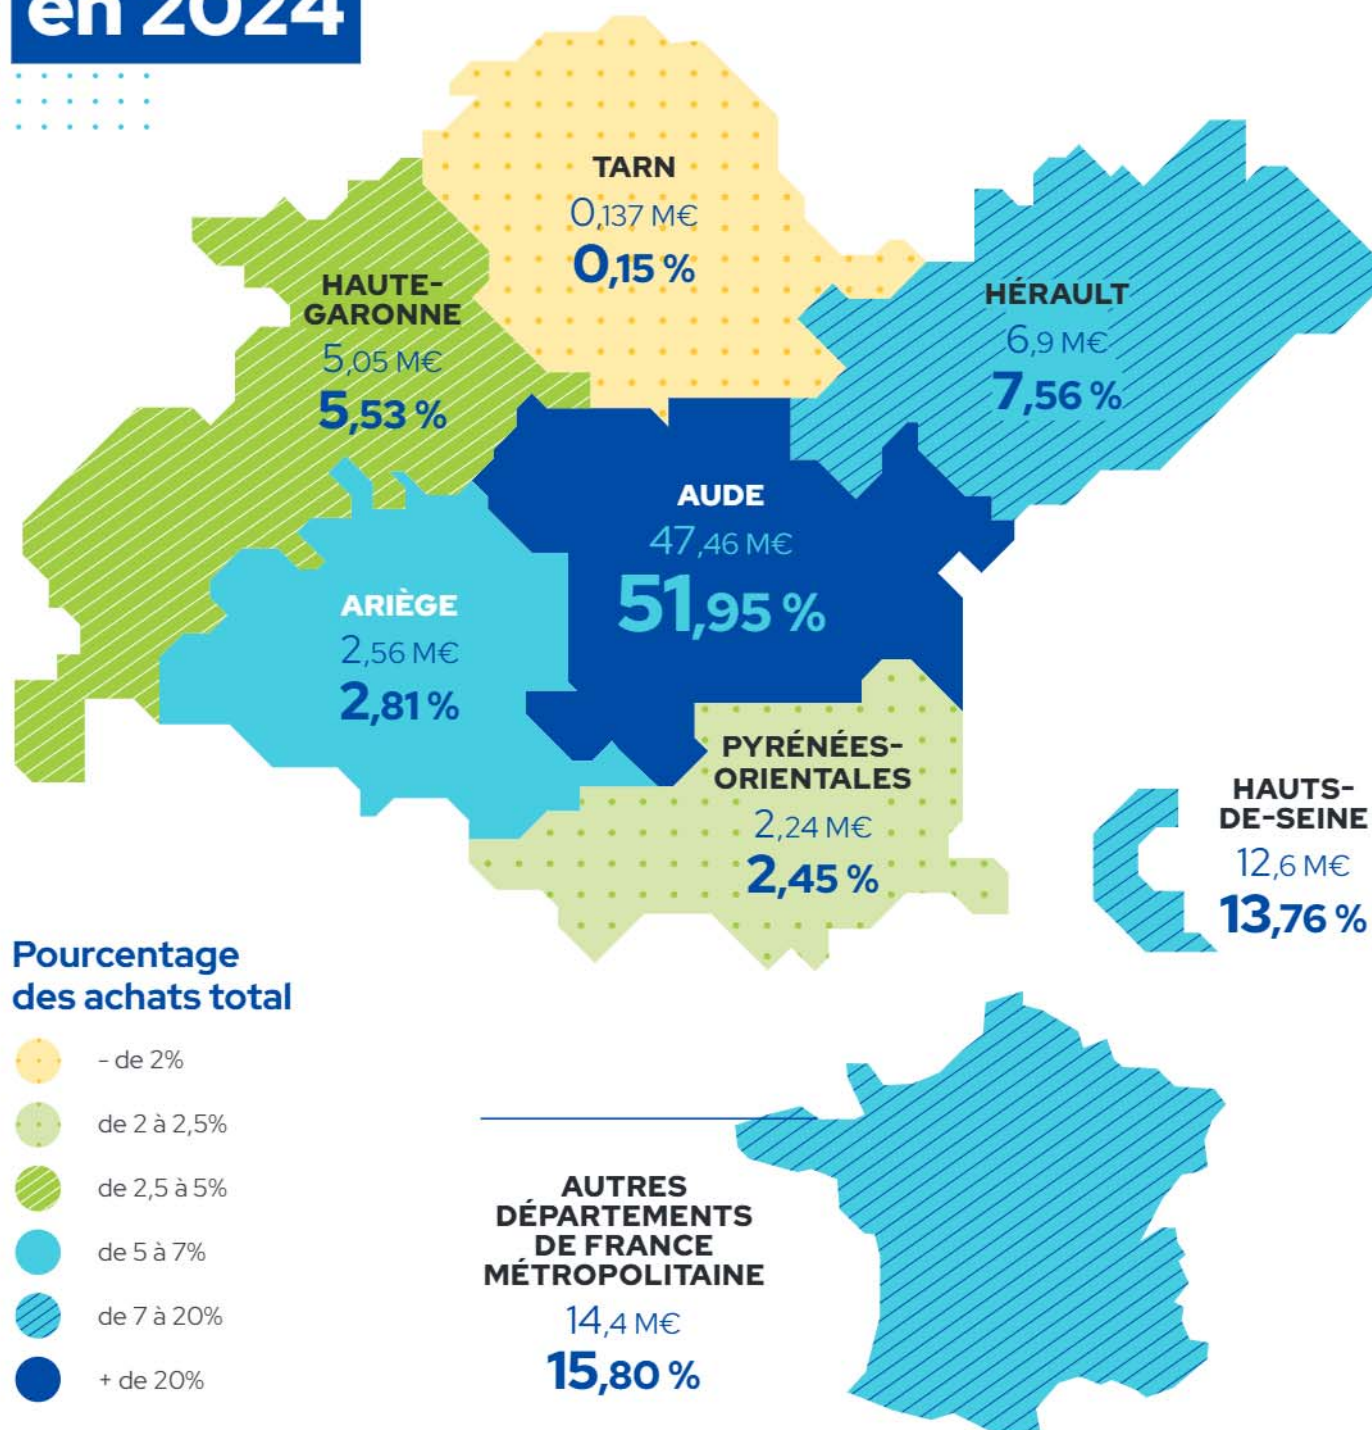 en 2024
TARN
0,137 M€
0,15 %
HAUTE-
GARONNE
5,05 M€
5,53 %
HÉRAULT
6,9 M€
7,56 %
AUDE
47,46 M€
51,95 %
ARIÈGE
2,56 M€
2,81 %
PYRÉNÉES-
ORIENTALES
2,24 M€
2,45 %
HAUTS-
DE-SEINE
12,6 M€
13,76 %
Pourcentage
des achats total
- de 2%
de 2 à 2,5%
de 2,5 à 5%
de 5 à 7%
de 7 à 20%
+ de 20%
AUTRES
DÉPARTEMENTS
DE FRANCE
MÉTROPOLITAINE
14,4 M€
15,80 %